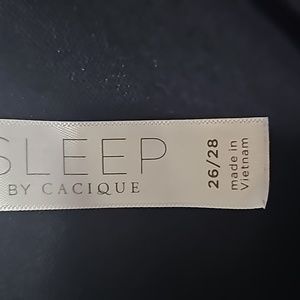 SLEEP
BY CACIQUE
26/28
made in
Vietnam